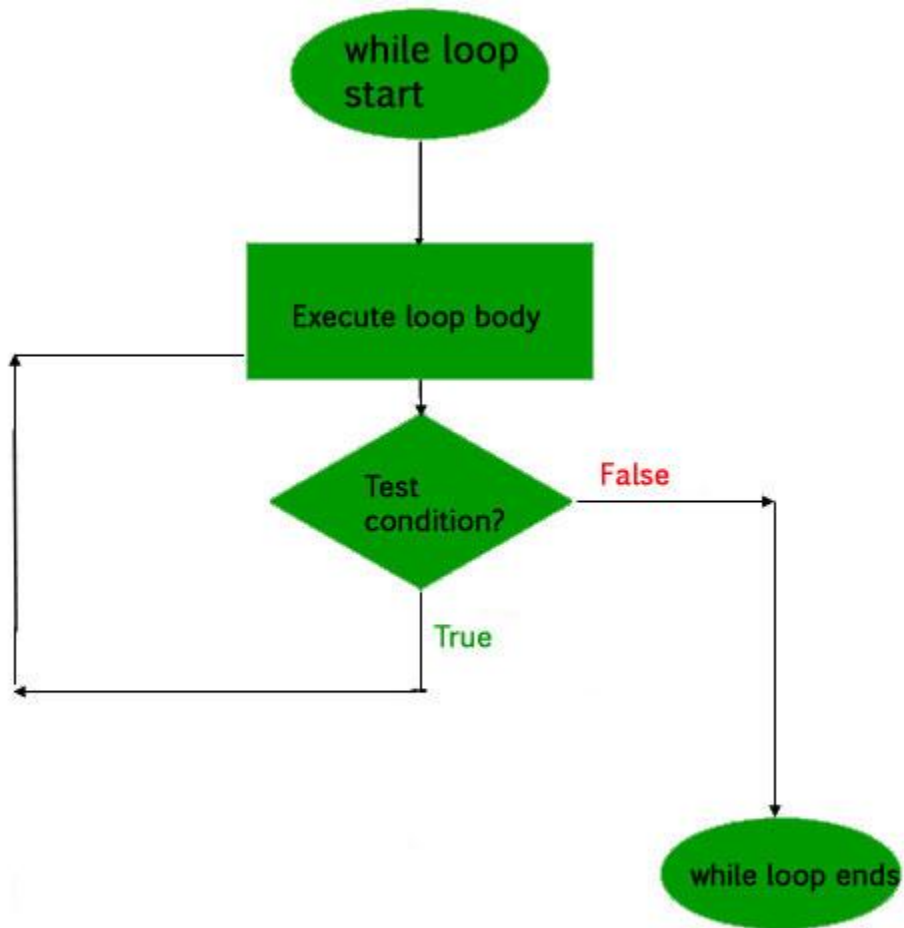 while loop
start
Execute loop body
Test
condition?
False
True
while loop ends